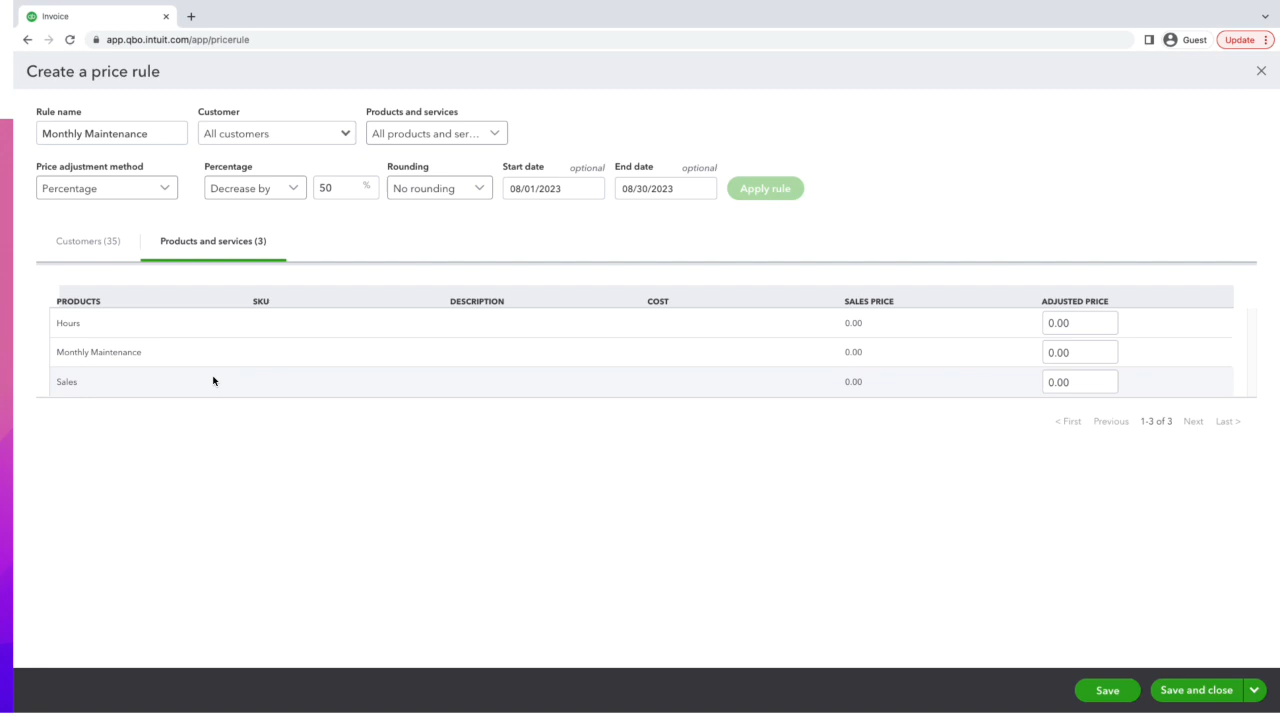 Invoice
app.qbo.intuit.com/app/pricerule
Guest
Update
Create a price rule
Rule name Customer Products and services
Monthly Maintenance All customers All products and ser...
Price adjustment method Percentage Rounding Start date optional End date optional
Percentage Decrease by 50 % No rounding 08/01/2023 08/30/2023 Apply rule
Customers (35) Products and services (3)
PRODUCTS SKU DESCRIPTION COST SALES PRICE ADJUSTED PRICE
Hours 0.00 0.00
Monthly Maintenance 0.00 0.00
Sales 0.00 0.00
< First Previous 1-3 of 3 Next Last >
Save Save and close